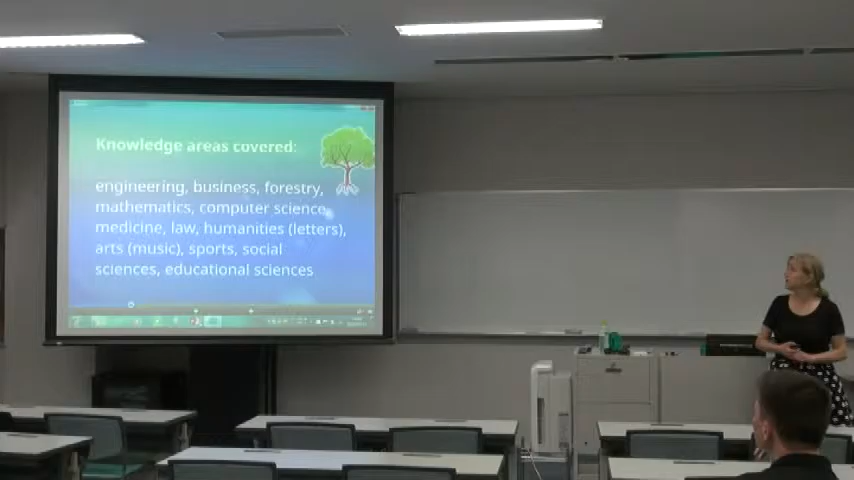 Knowledge areas covered:
engineering, business, forestry,
mathematics, computer science,
medicine, law, humanities (letters),
arts (music), sports, social
sciences, educational sciences